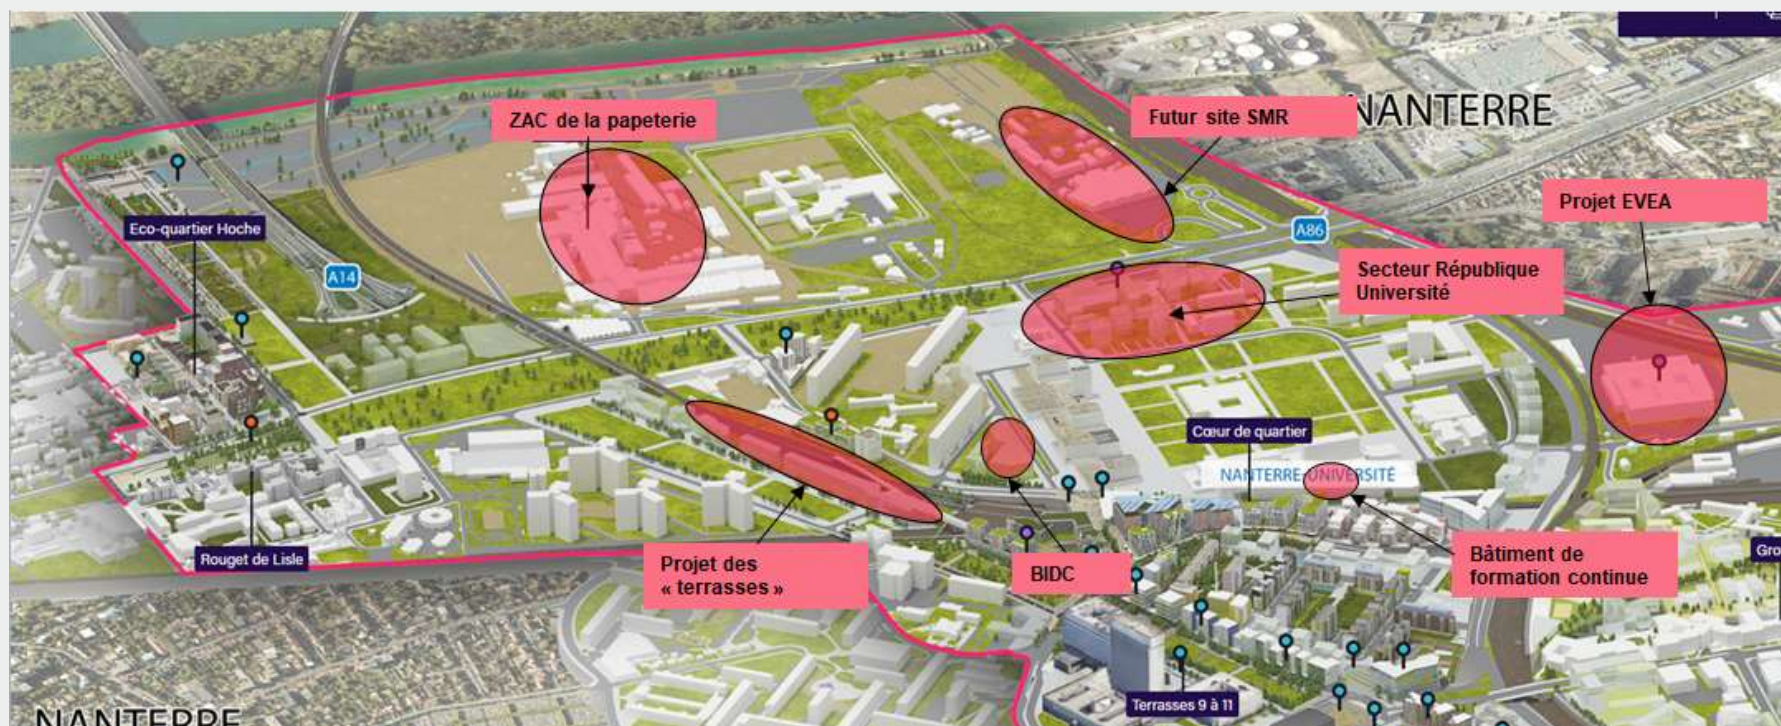 ZAC de la papeterie
Futur site SMR
NANTERRE
Projet EVEA
Eco-quartier Hoche
A86
A14
Secteur République
Université
Cœur de quartier
NANTERRE-UNIVERSITÉ
Rouget de Lisle
Projet des
« terrasses »
BIDC
Bâtiment de
formation continue
Gro
Terrasses 9 à 11
NANTERRE